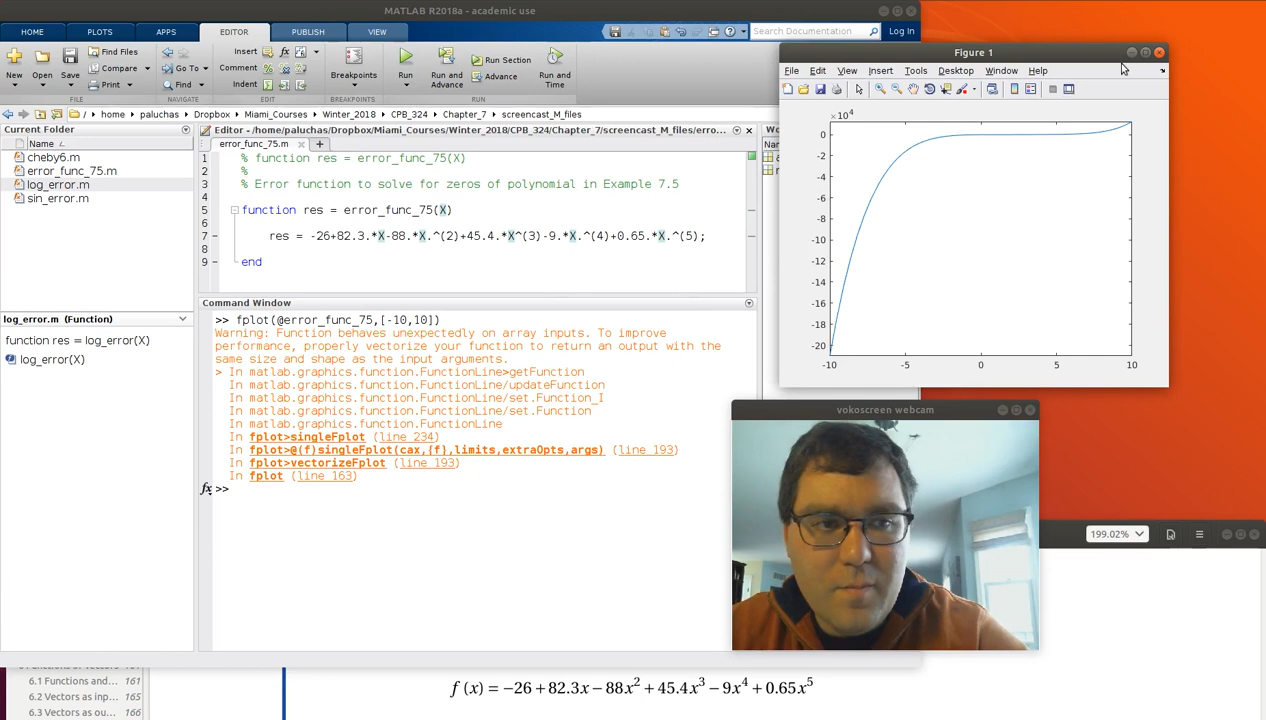 MATLAB R2018a - academic use
HOME PLOTS APPS EDITOR PUBLISH VIEW Search Documentation Log In
New Open Save Find Files Compare Print Go To Find Insert Comment Indent fx Breakpoints Run Run and Advance Run Section Advance Run and Time
FILE NAVIGATE EDIT BREAKPOINTS RUN
/ home paluchas Dropbox Miami_Courses Winter_2018 CPB_324 Chapter_7 screencast_M_files
Current Folder
Name
cheby6.m
error_func_75.m
log_error.m
sin_error.m
log_error.m (Function)
function res = log_error(X)
log_error(X)
Editor - /home/paluchas/Dropbox/Miami_Courses/Winter_2018/CPB_324/Chapter_7/screencast_M_files/erro...
error_func_75.m +
1 % function res = error_func_75(X)
2 %
3 % Error function to solve for zeros of polynomial in Example 7.5
4
5 function res = error_func_75(X)
6
7 res = -26+82.3.*X-88.*X.^(2)+45.4.*X^(3)-9.*X.^(4)+0.65.*X.^(5);
8
9 end
Command Window
>> fplot(@error_func_75,[-10,10])
Warning: Function behaves unexpectedly on array inputs. To improve
performance, properly vectorize your function to return an output with the
same size and shape as the input arguments.
> In matlab.graphics.function.FunctionLine>getFunction
In matlab.graphics.function.FunctionLine/updateFunction
In matlab.graphics.function.FunctionLine/set.Function_I
In matlab.graphics.function.FunctionLine/set.Function
In matlab.graphics.function.FunctionLine
In fplot>singleFplot (line 234)
In fplot>@(f)singleFplot(cax,{f},limits,extraOpts,args) (line 193)
In fplot>vectorizeFplot (line 193)
In fplot (line 163)
fx >>
Wo
Na
Figure 1
File Edit View Insert Tools Desktop Window Help
×10^4
0
-2
-4
-6
-8
-10
-12
-14
-16
-18
-20
-10 -5 0 5 10
vokoscreen webcam
199.02%
6.1 Functions and... 161
6.2 Vectors as inp... 165
6.3 Vectors as ou... 166
f (x) = −26 + 82.3x − 88x² + 45.4x³ − 9x⁴ + 0.65x⁵